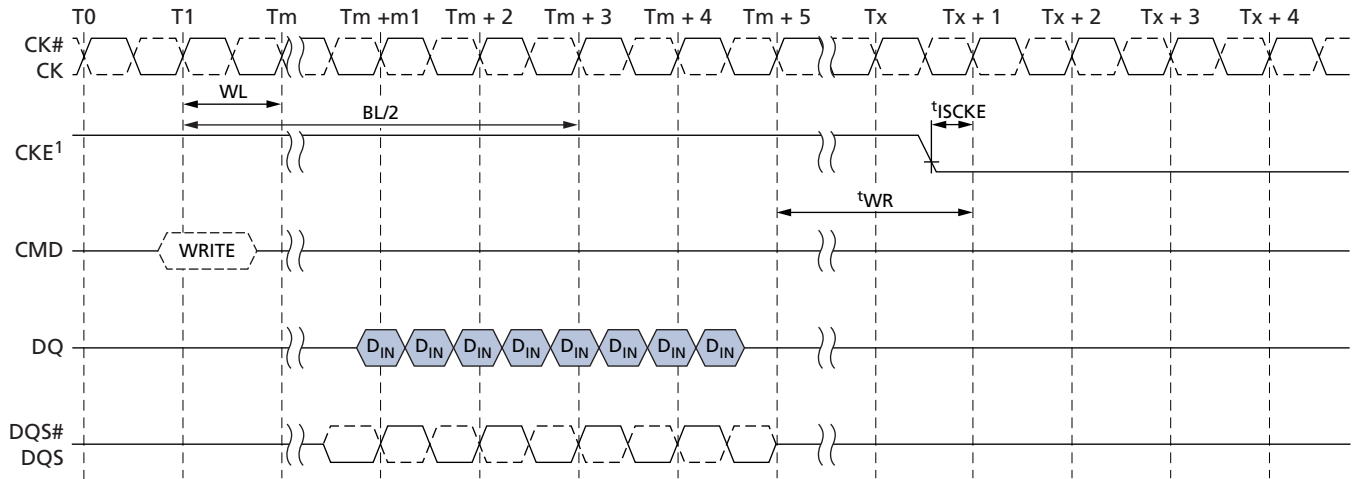 T0 T1 Tm Tm +m1 Tm + 2 Tm + 3 Tm + 4 Tm + 5 Tx Tx + 1 Tx + 2 Tx + 3 Tx + 4
CK#
CK
WL
BL/2
tISCKE
CKE1
tWR
CMD WRITE
DQ DIN DIN DIN DIN DIN DIN DIN DIN
DQS#
DQS